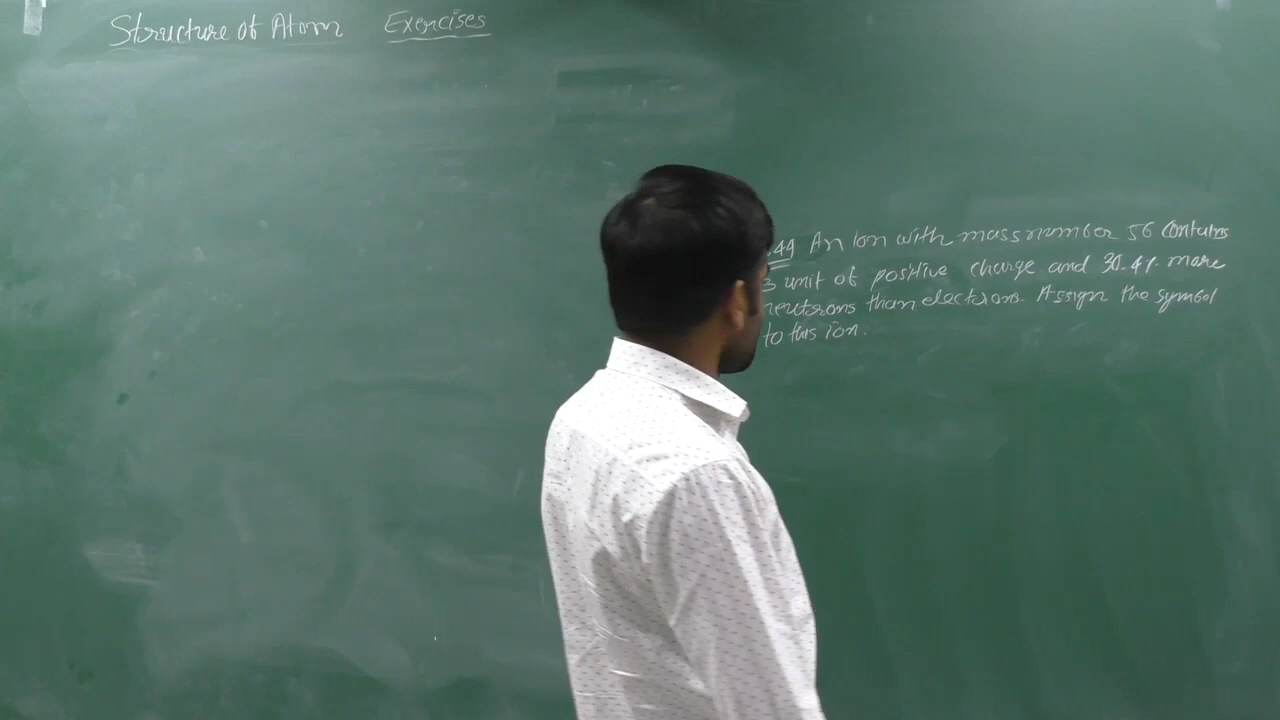 Structure of Atom Exercises
.49 An Ion with mass number 56 Contains
3 unit of positive charge and 30.4% more
neutrons than electrons. Assign the symbol
to this ion.